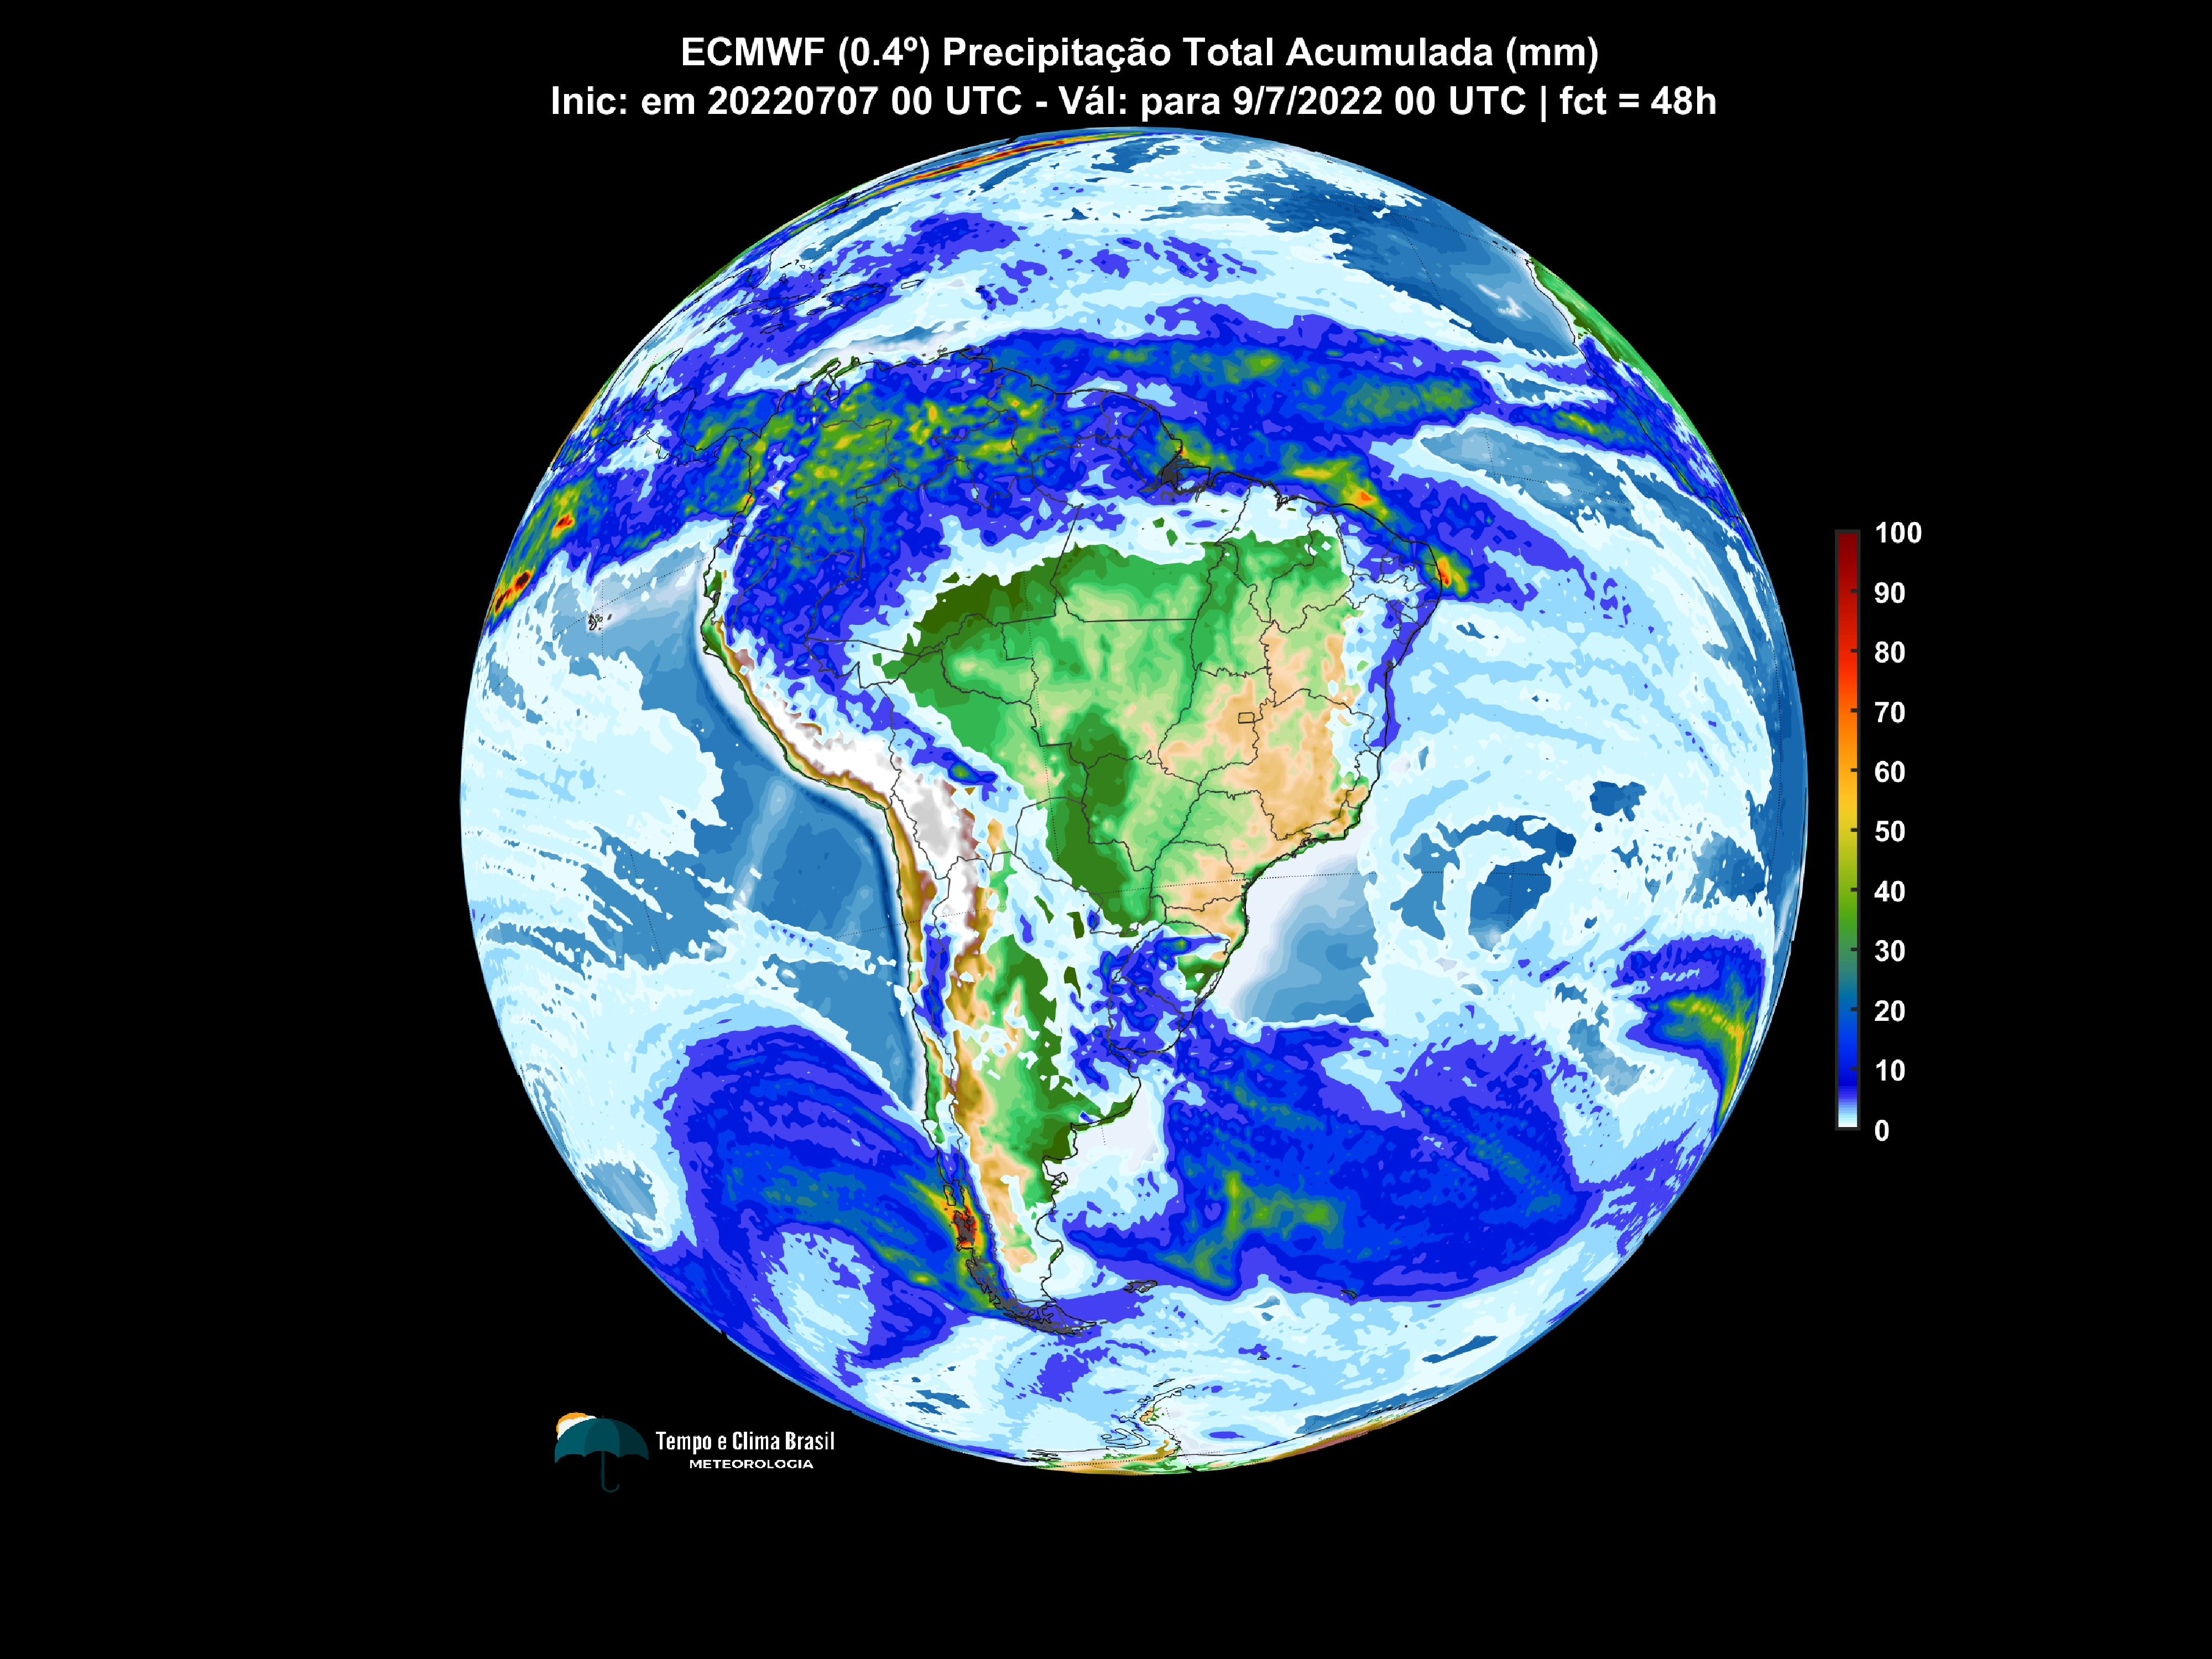 ECMWF (0.4º) Precipitação Total Acumulada (mm)
Inic: em 20220707 00 UTC - Vál: para 9/7/2022 00 UTC | fct = 48h
100
90
80
70
60
50
40
30
20
10
0
Tempo e Clima Brasil
METEOROLOGIA